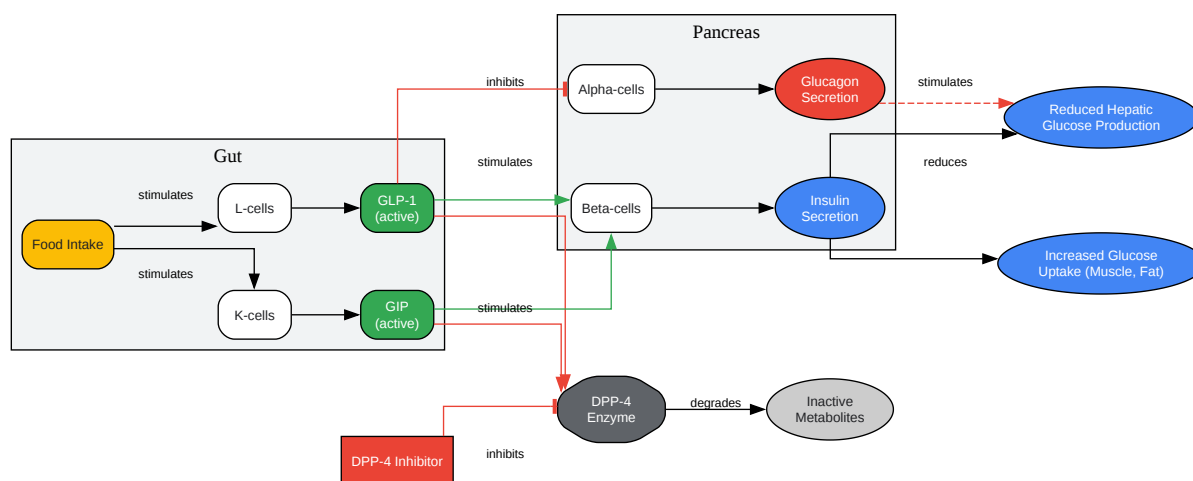 Pancreas
inhibits
Alpha-cells
Glucagon
Secretion
stimulates
Reduced Hepatic
Glucose Production
Gut
stimulates
stimulates
reduces
L-cells
GLP-1
(active)
Beta-cells
Insulin
Secretion
Food Intake
stimulates
Increased Glucose
Uptake (Muscle, Fat)
K-cells
GIP
(active)
stimulates
DPP-4
Enzyme
degrades
Inactive
Metabolites
DPP-4 Inhibitor
inhibits